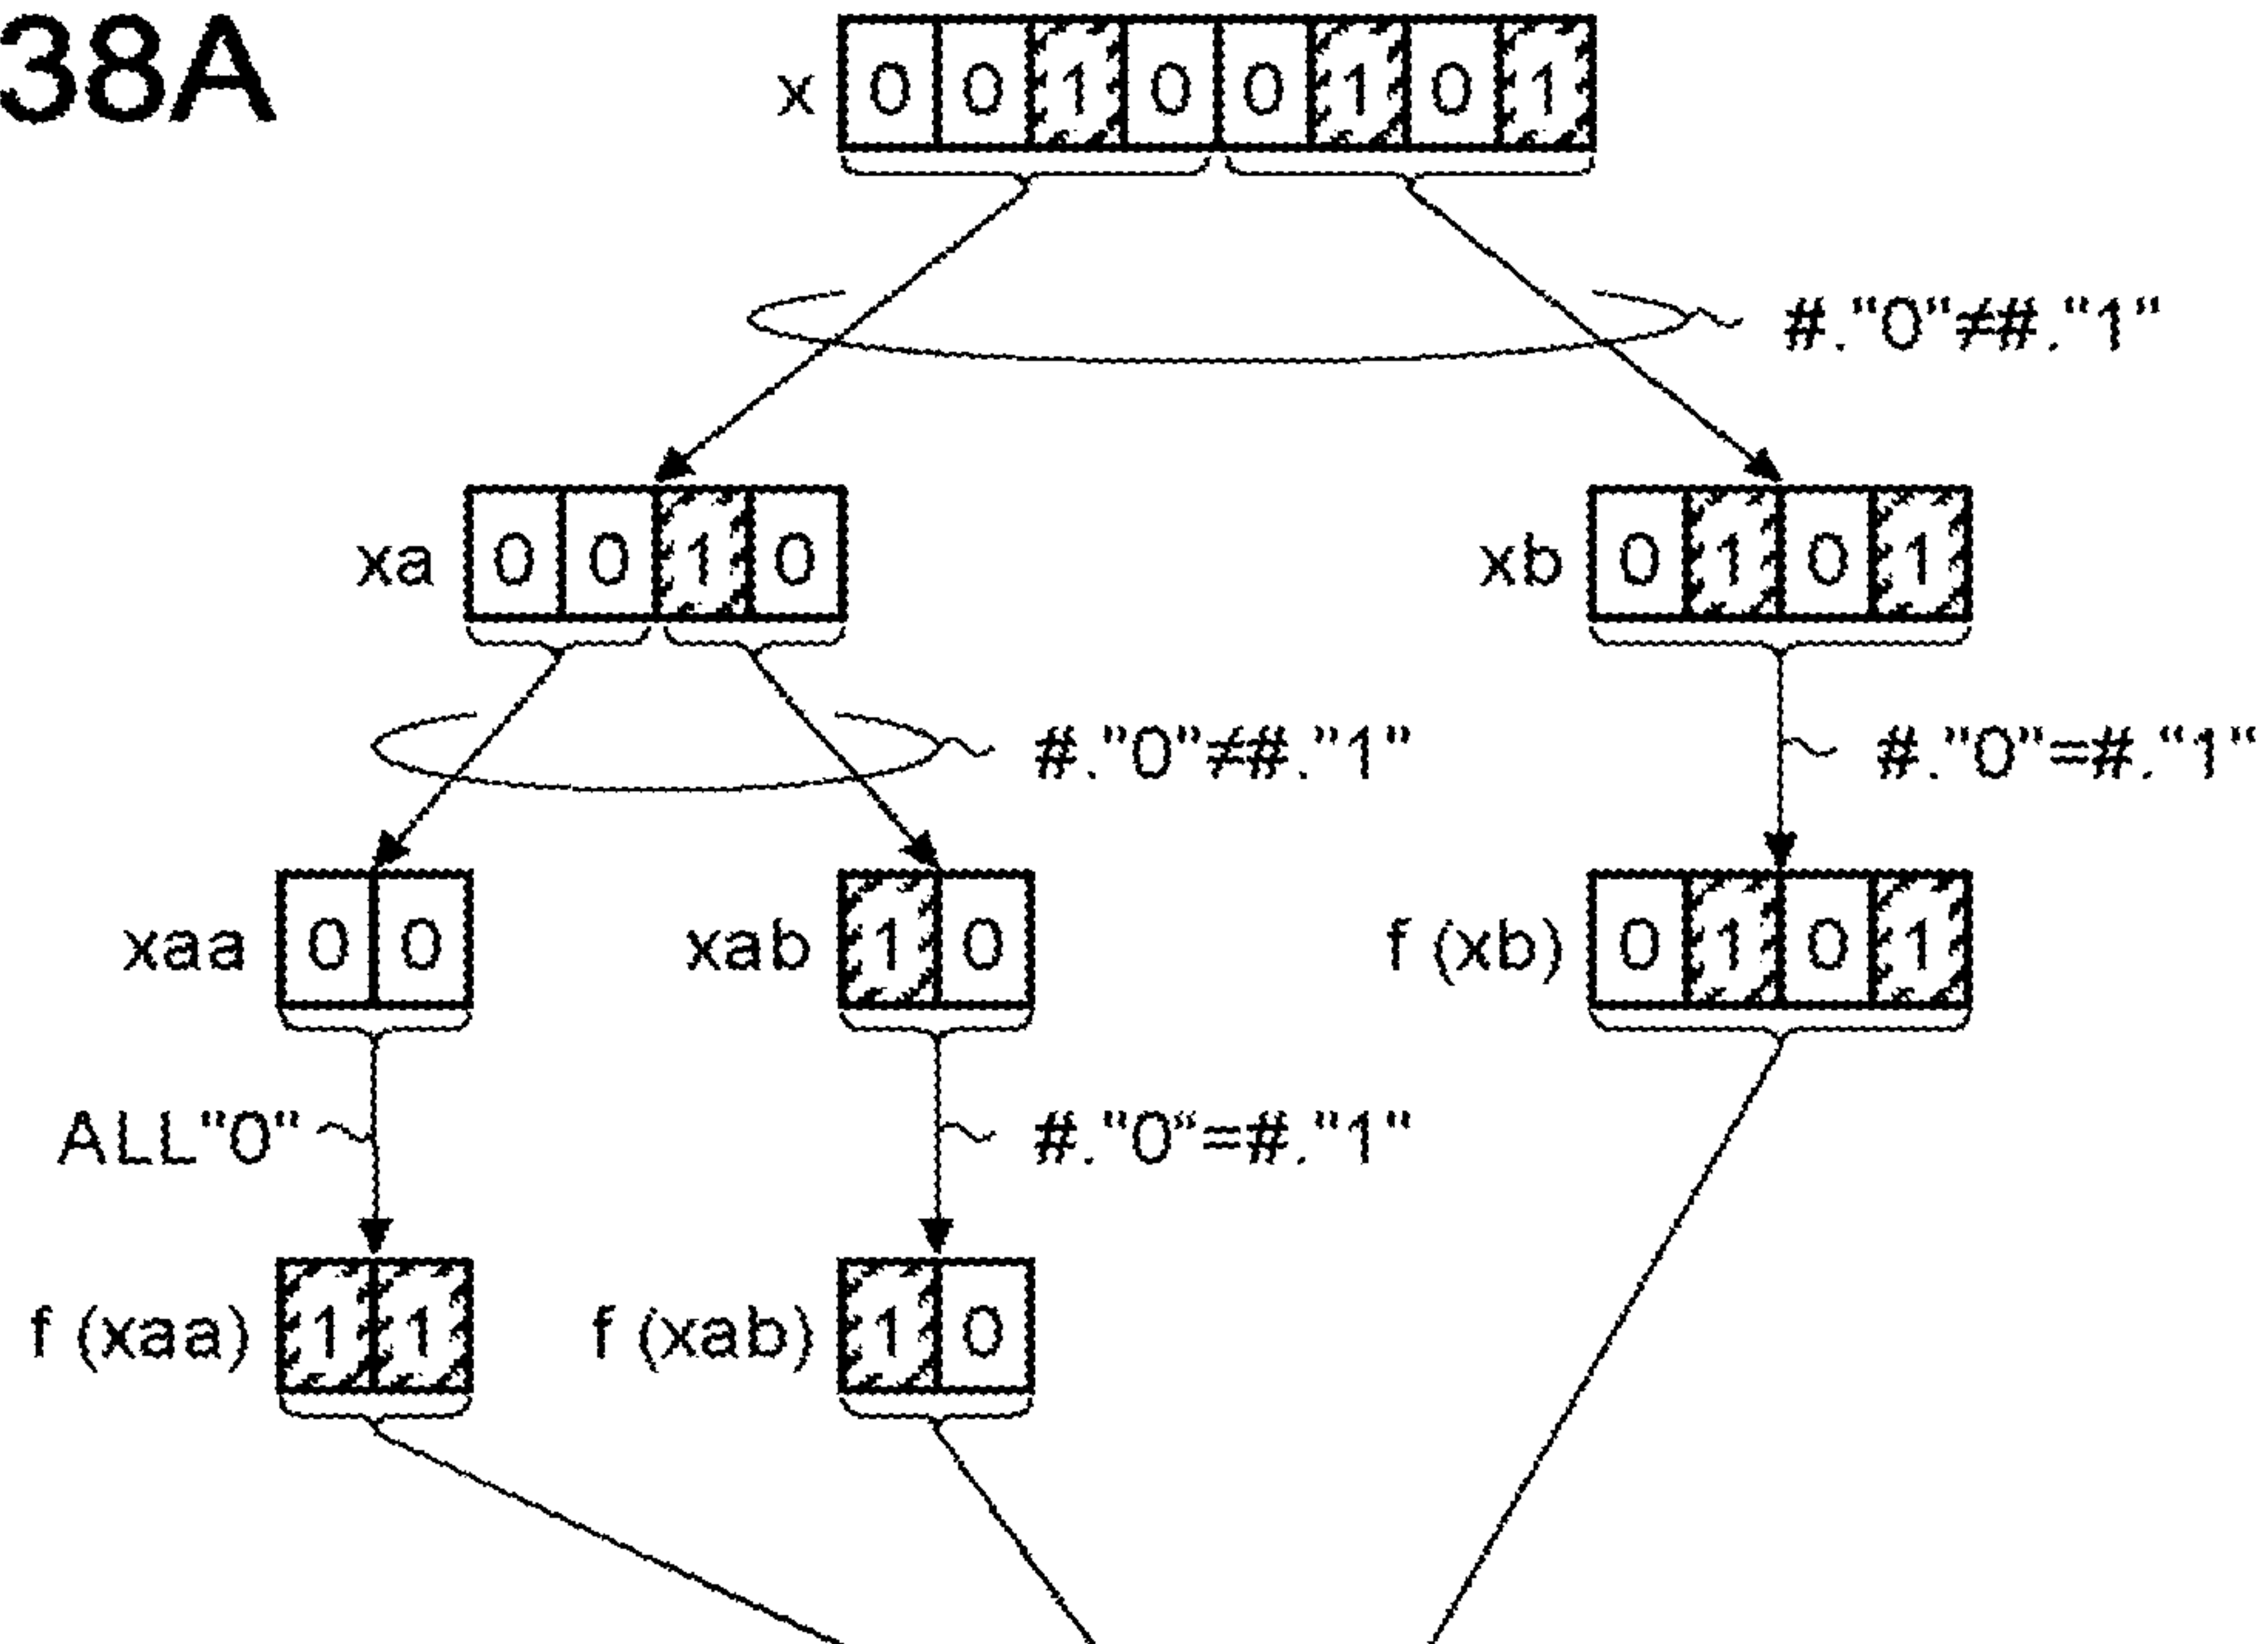 38A
x 0 0 1 0 0 1 0 1
#."0"≠#."1"
xa 0 0 1 0
xb 0 1 0 1
#."0"≠#."1"
#."0"=#."1"
xaa 0 0
xab 1 0
f (xb) 0 1 0 1
ALL"0"
#."0"=#."1"
f (xaa) 1 1
f (xab) 1 0